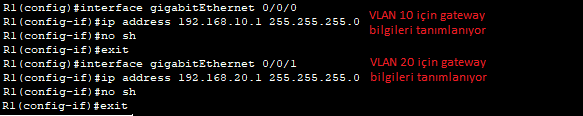 R1(config)#interface gigabitEthernet 0/0/0
R1(config-if)#ip address 192.168.10.1 255.255.255.0
R1(config-if)#no sh
R1(config-if)#exit
VLAN 10 için gateway
bilgileri tanımlanıyor
R1(config)#interface gigabitEthernet 0/0/1
R1(config-if)#ip address 192.168.20.1 255.255.255.0
R1(config-if)#no sh
R1(config-if)#exit
VLAN 20 için gateway
bilgileri tanımlanıyor